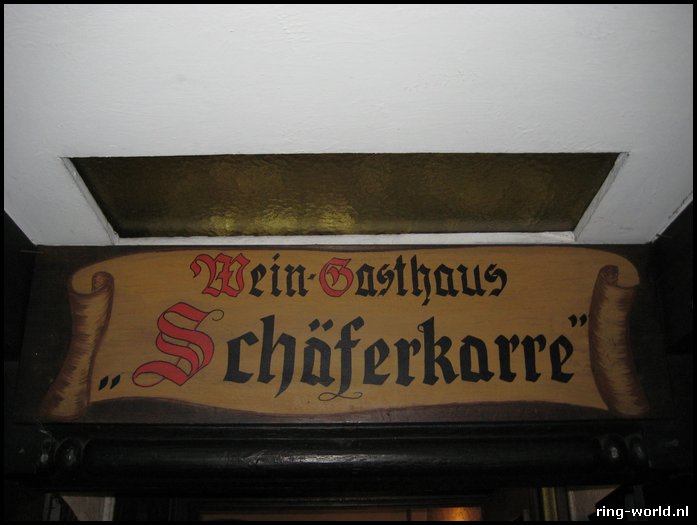 Wein-Gasthaus
„Schäferkarre”
ring-world.nl